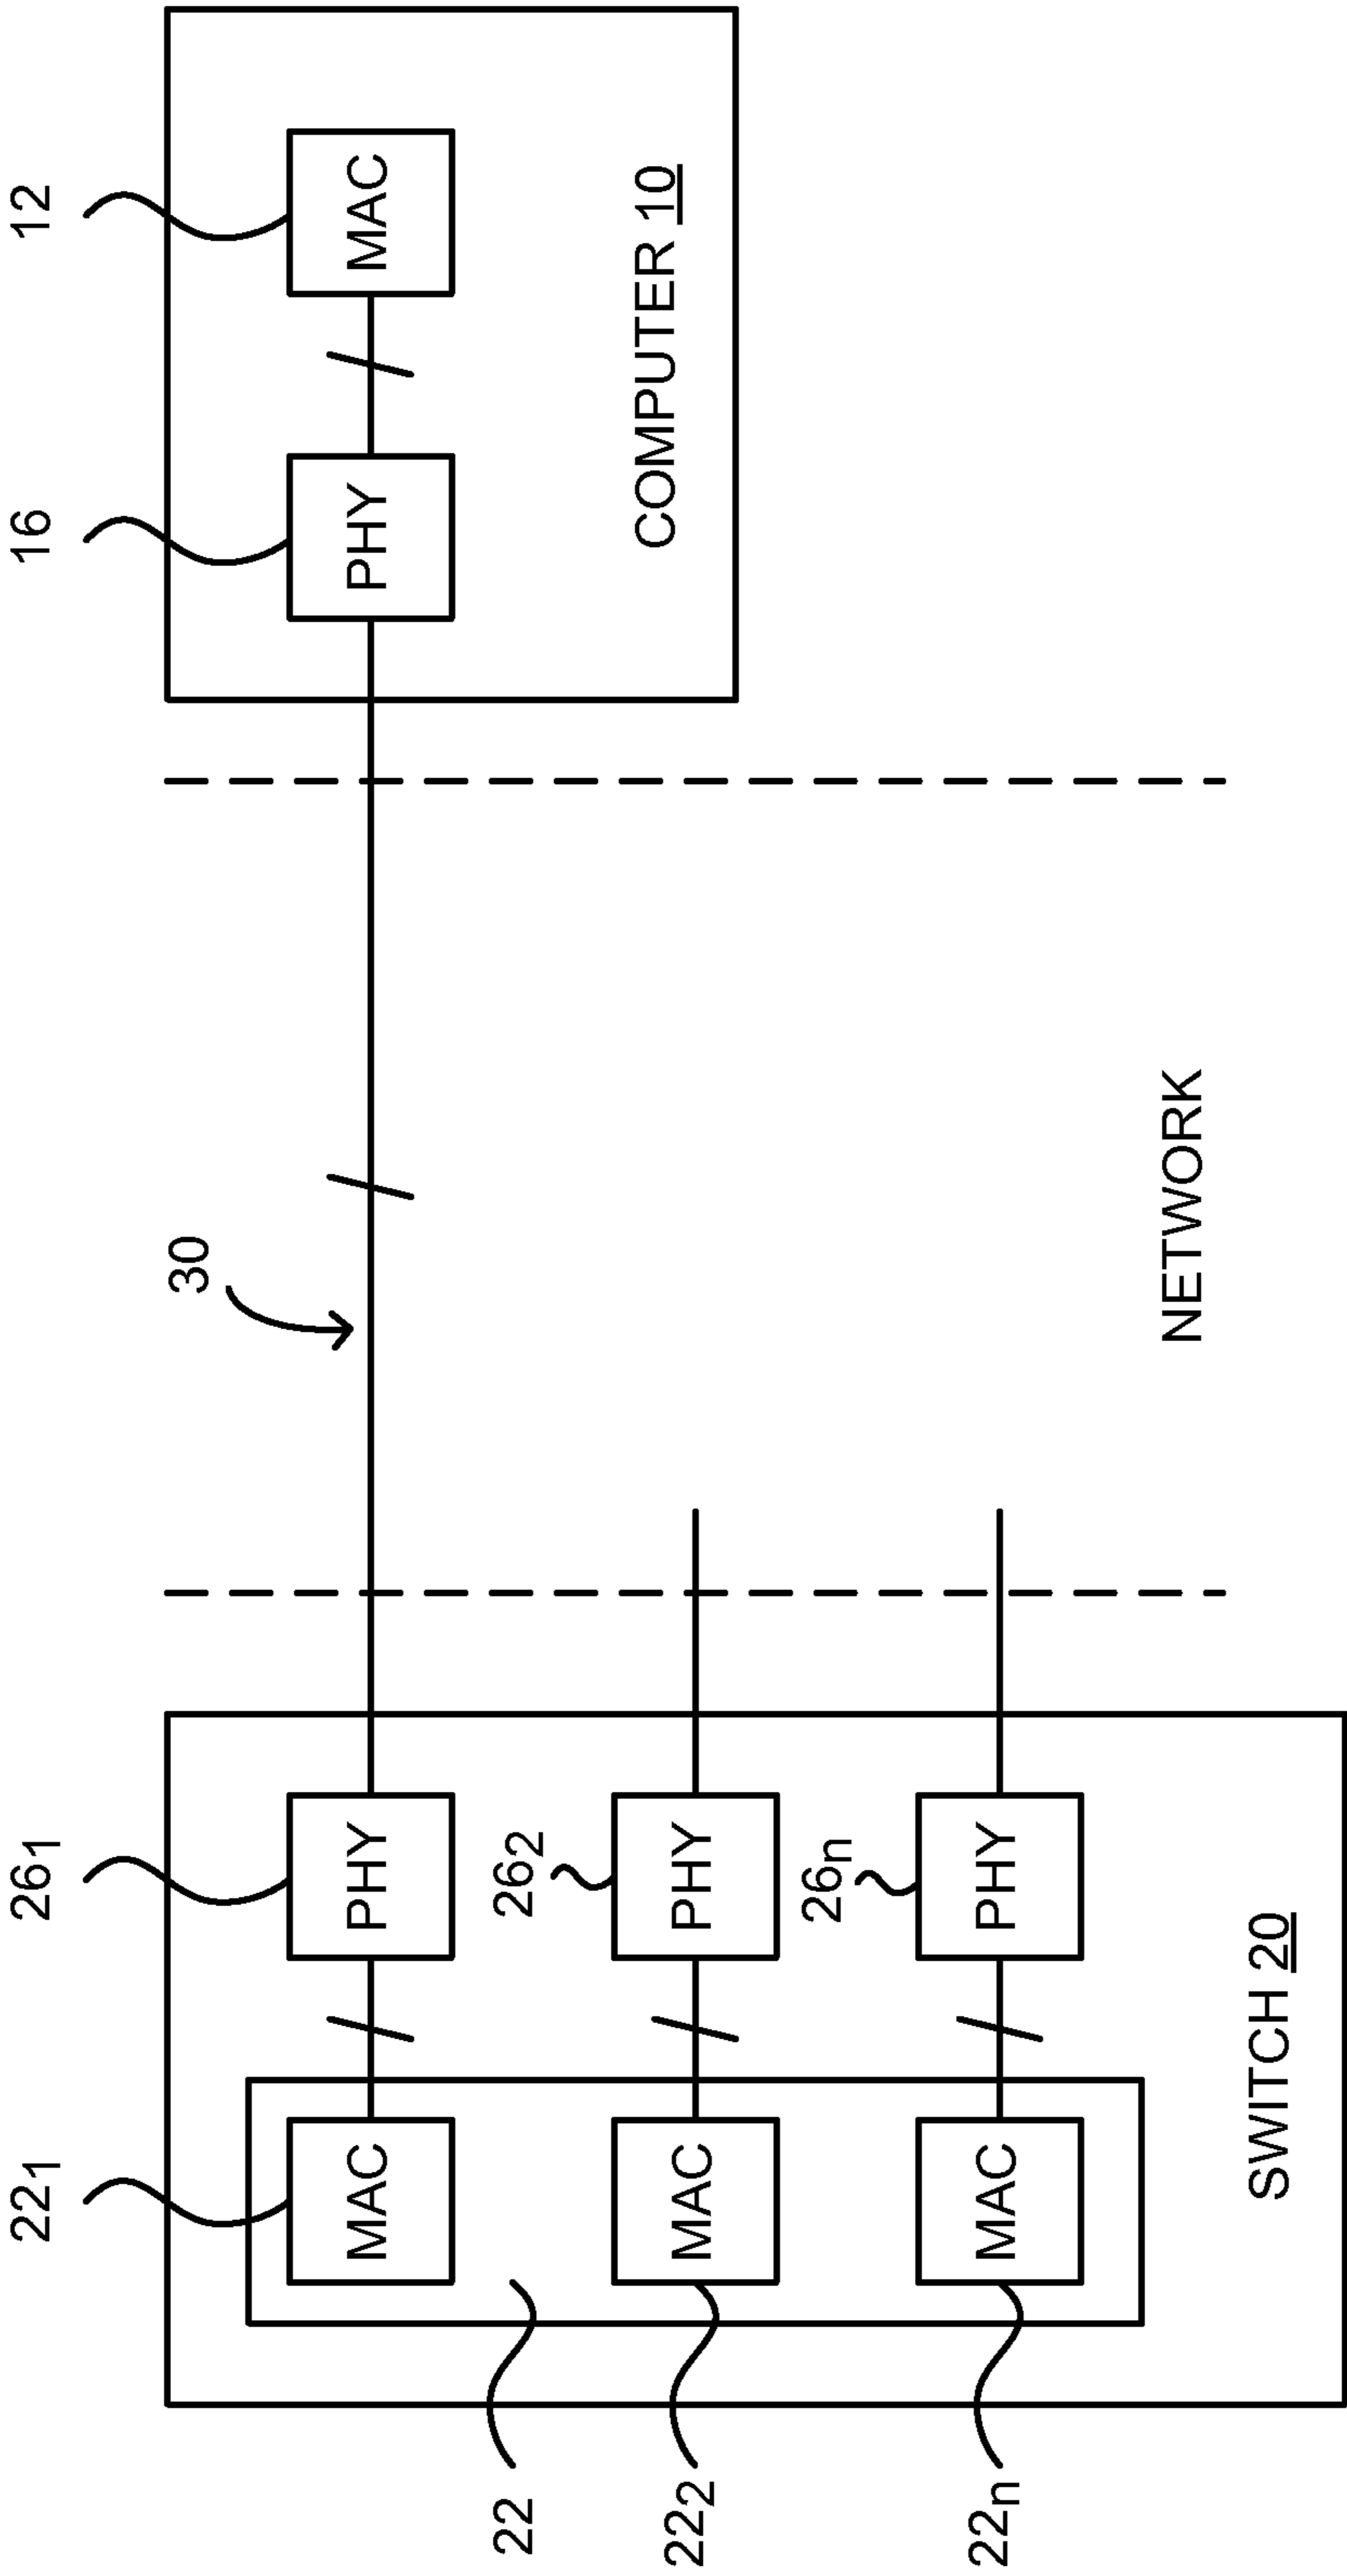 22₁
26₁
16
12
30
MAC
PHY
PHY
MAC
22
26₂
COMPUTER 10
22₂
MAC
PHY
26ₙ
22ₙ
MAC
PHY
NETWORK
SWITCH 20